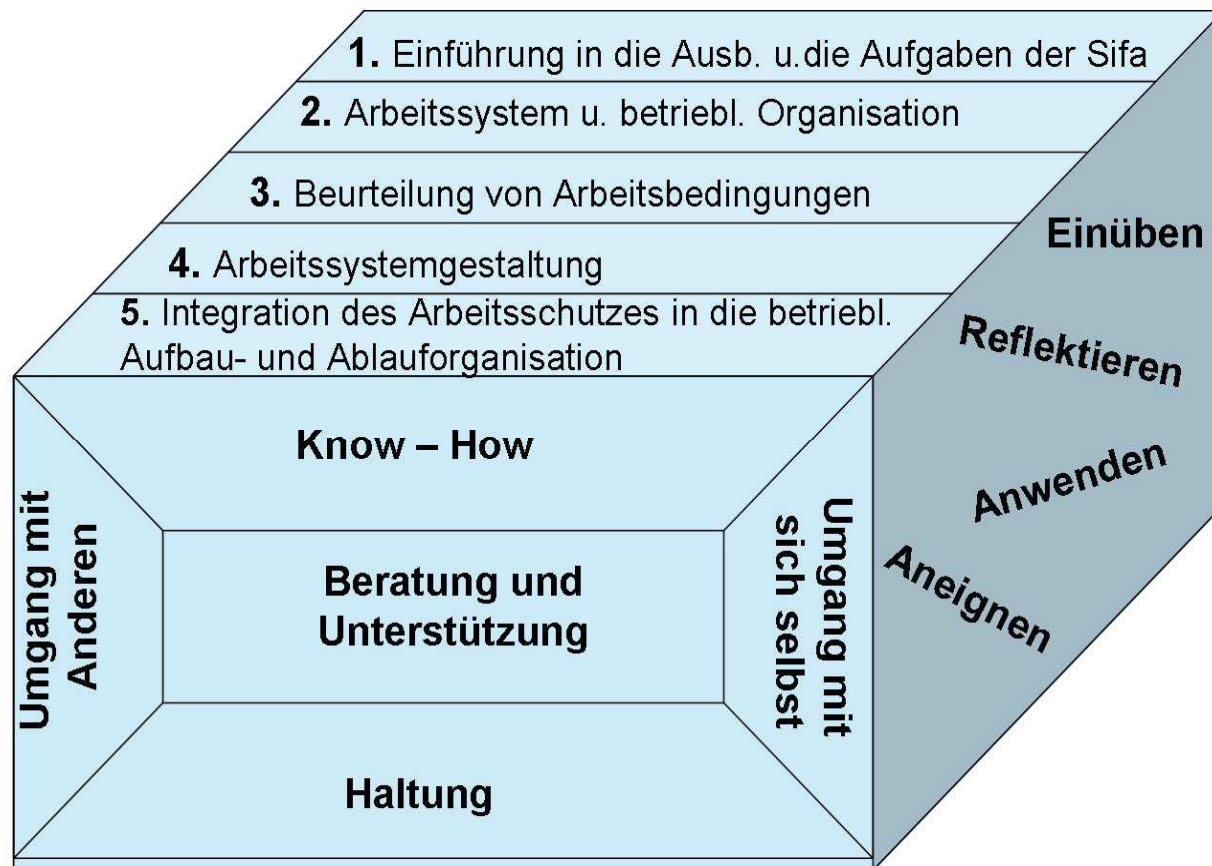 1. Einführung in die Ausb. u.die Aufgaben der Sifa
2. Arbeitssystem u. betriebl. Organisation
3. Beurteilung von Arbeitsbedingungen
4. Arbeitssystemgestaltung
5. Integration des Arbeitsschutzes in die betriebl.
Aufbau- und Ablauforganisation
Know – How
Umgang mit
Anderen
Beratung und
Unterstützung
Umgang mit
sich selbst
Haltung
Einüben
Reflektieren
Anwenden
Aneignen